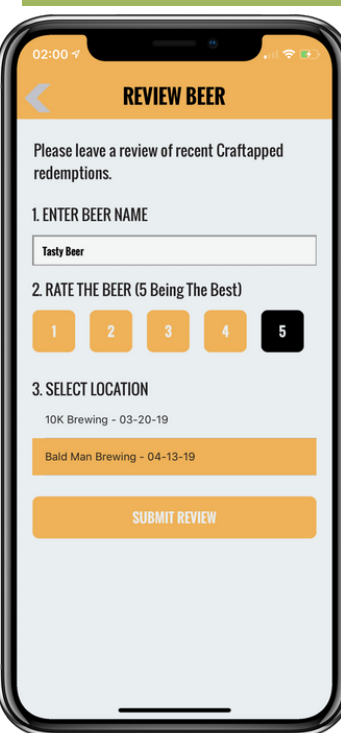 02:00
REVIEW BEER
Please leave a review of recent Craftapped
redemptions.
1. ENTER BEER NAME
Tasty Beer
2. RATE THE BEER (5 Being The Best)
1 2 3 4 5
3. SELECT LOCATION
10K Brewing - 03-20-19
Bald Man Brewing - 04-13-19
SUBMIT REVIEW